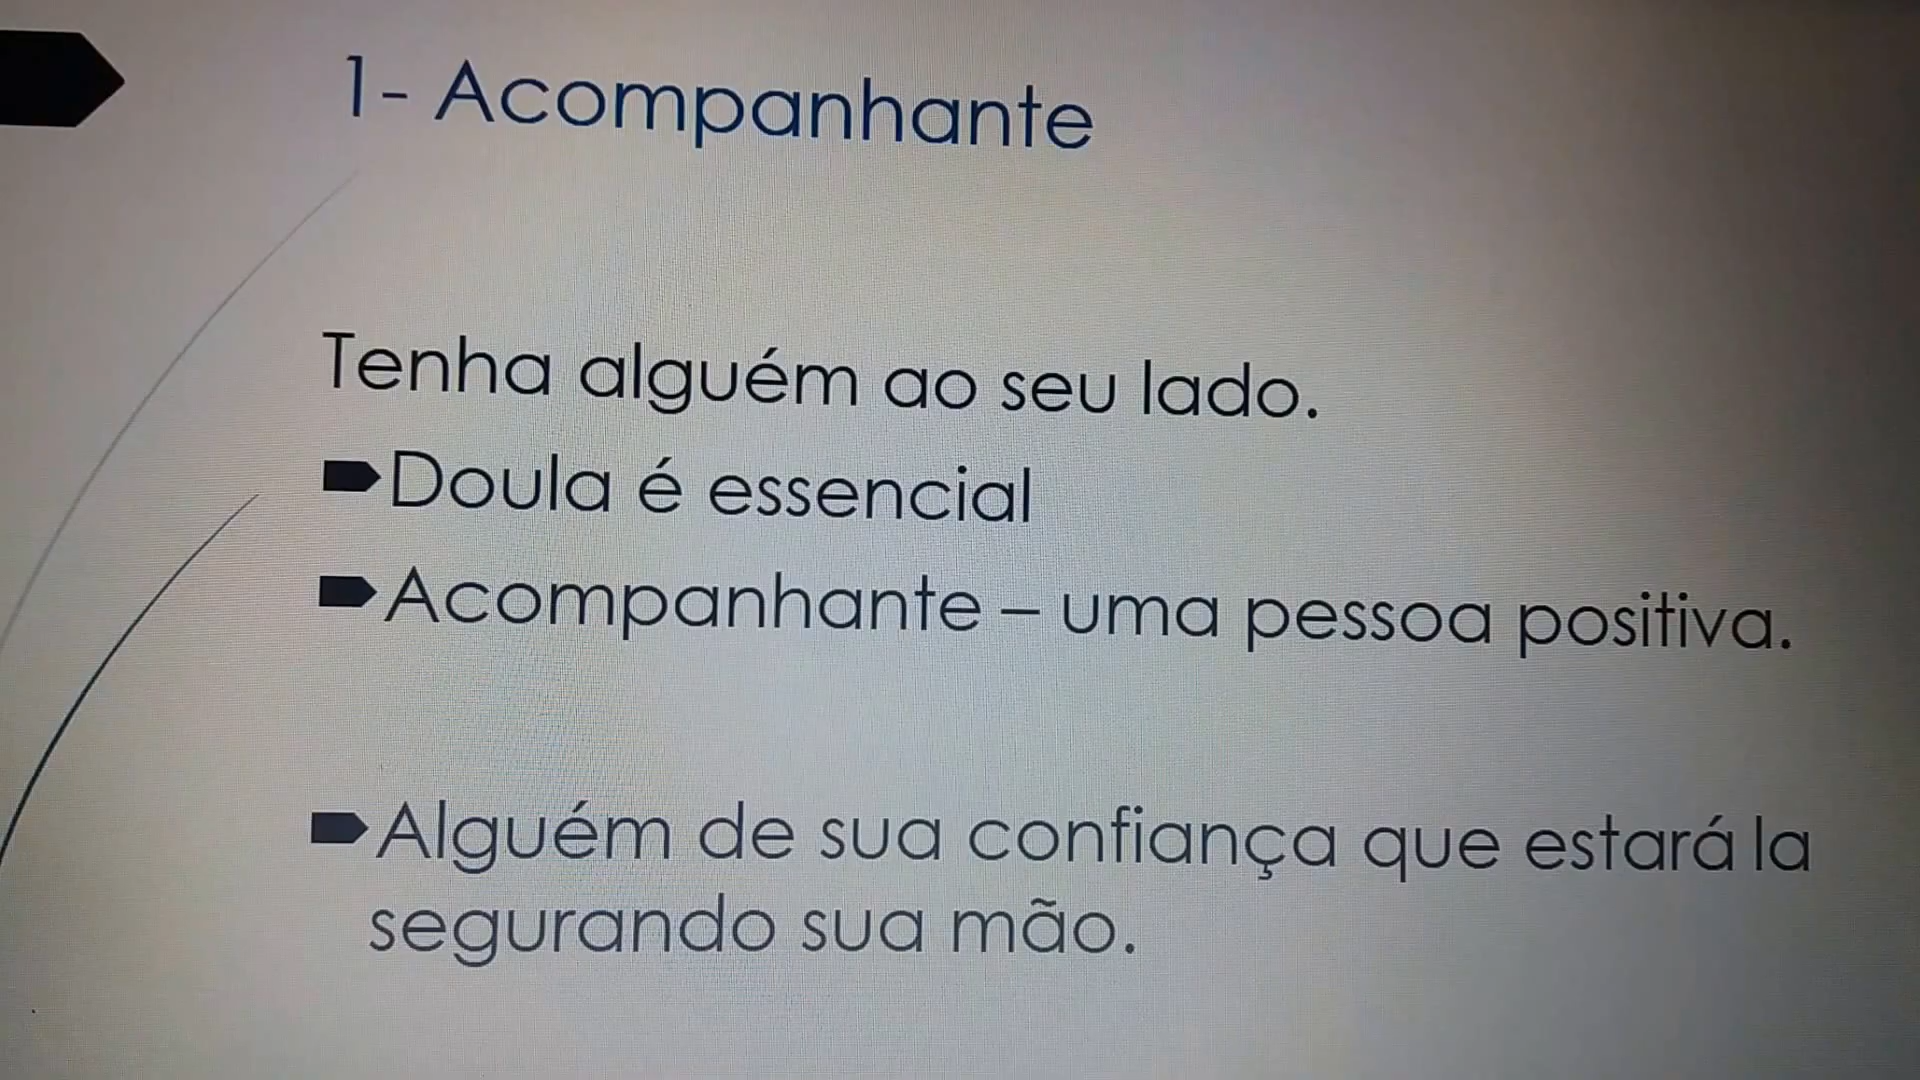 1- Acompanhante
Tenha alguém ao seu lado.
Doula é essencial
Acompanhante – uma pessoa positiva.
Alguém de sua confiança que estará la
segurando sua mão.